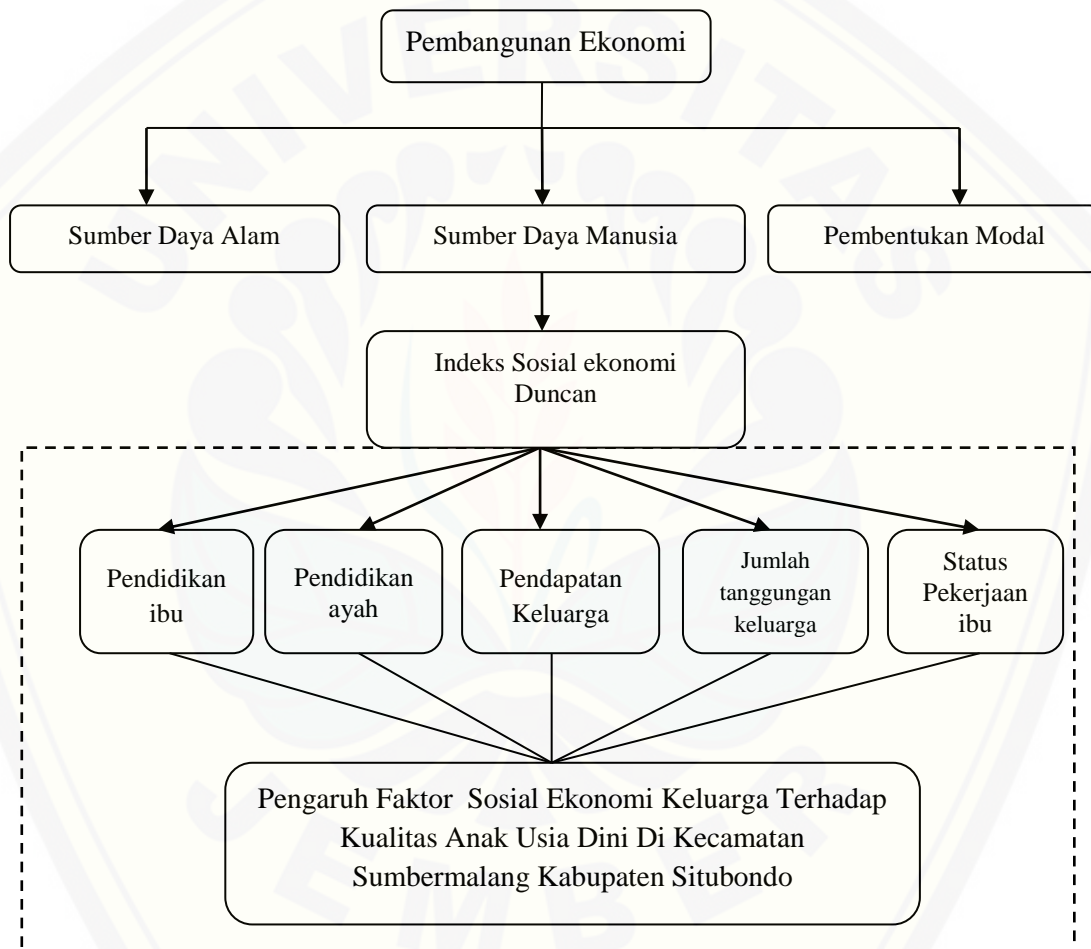 Pembangunan Ekonomi
Sumber Daya Alam
Sumber Daya Manusia
Pembentukan Modal
Indeks Sosial ekonomi
Duncan
Pendidikan
ibu
Pendidikan
ayah
Pendapatan
Keluarga
Jumlah
tanggungan
keluarga
Status
Pekerjaan
ibu
Pengaruh Faktor Sosial Ekonomi Keluarga Terhadap
Kualitas Anak Usia Dini Di Kecamatan
Sumbermalang Kabupaten Situbondo
UNIVERSITAS
JEMBER